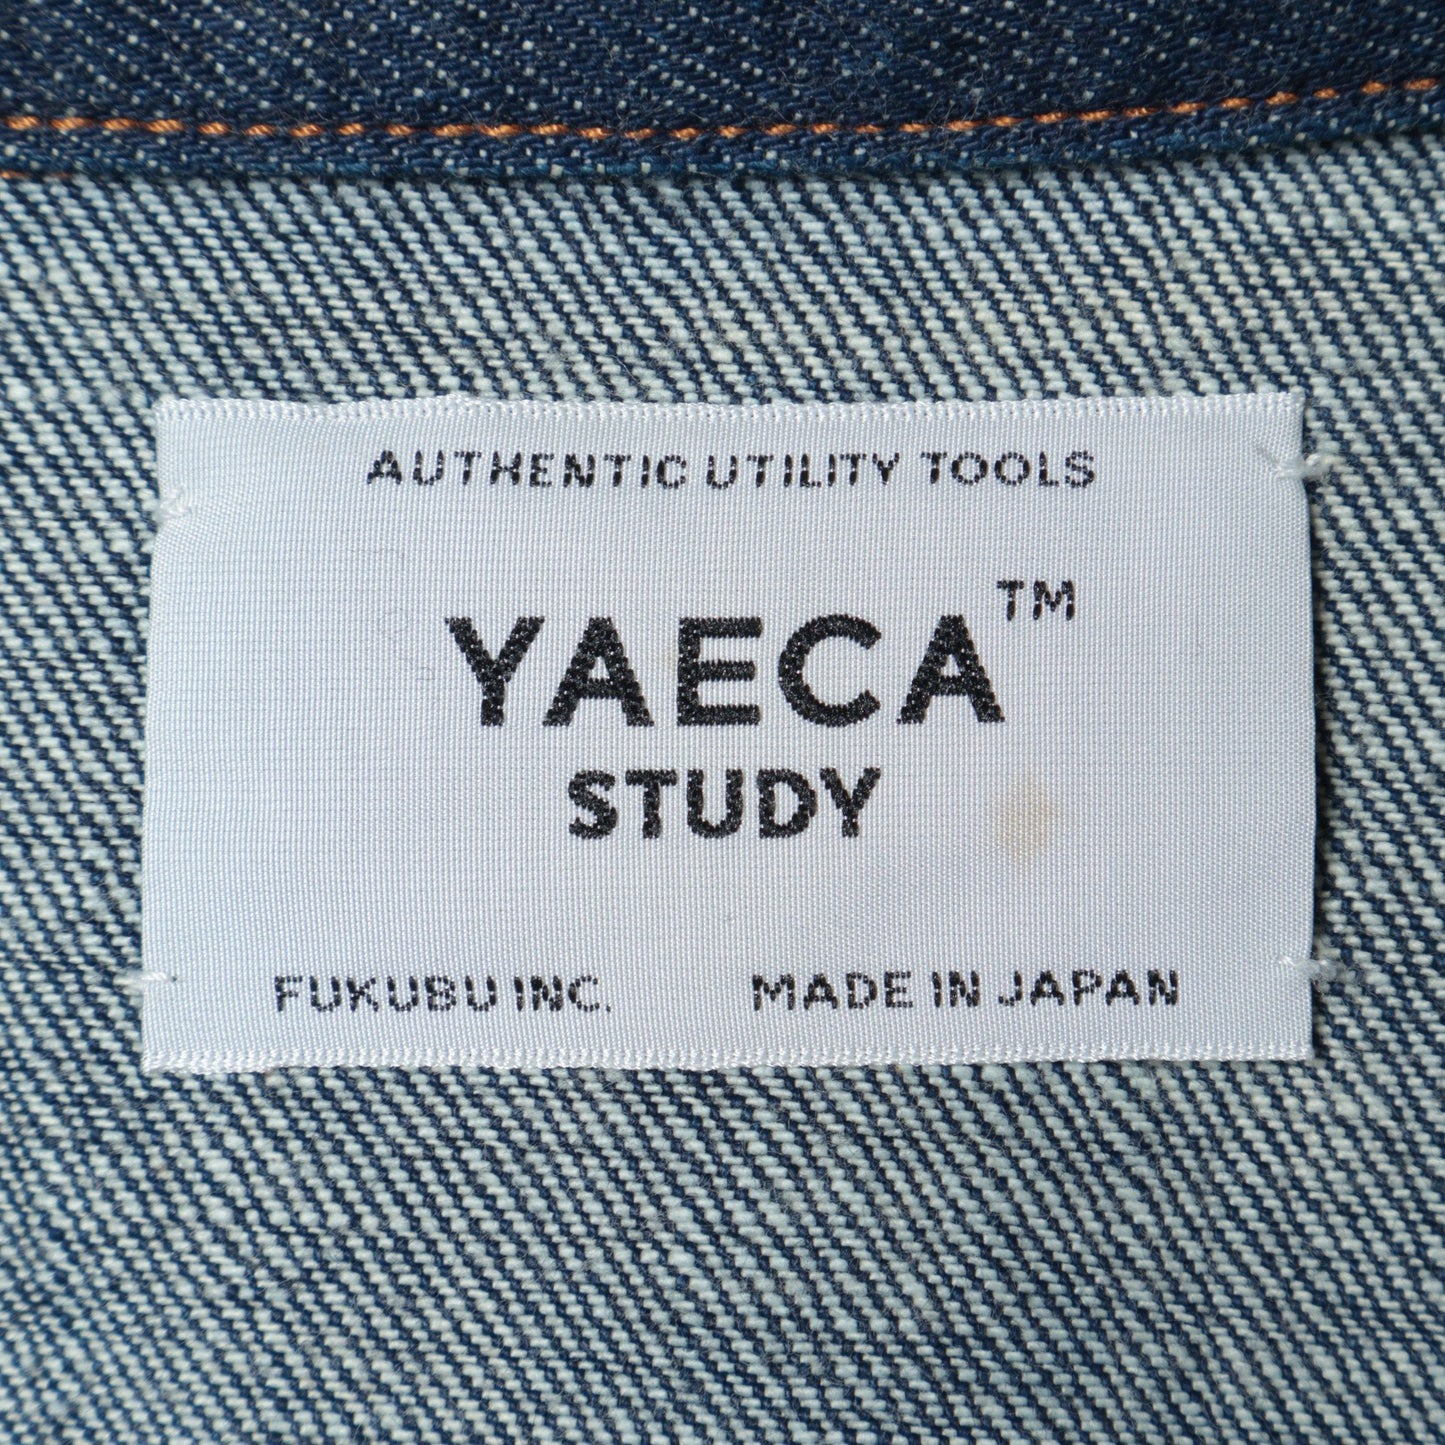 AUTHENTIC UTILITY TOOLS
YAECA™
STUDY
FUKUBU INC. MADE IN JAPAN